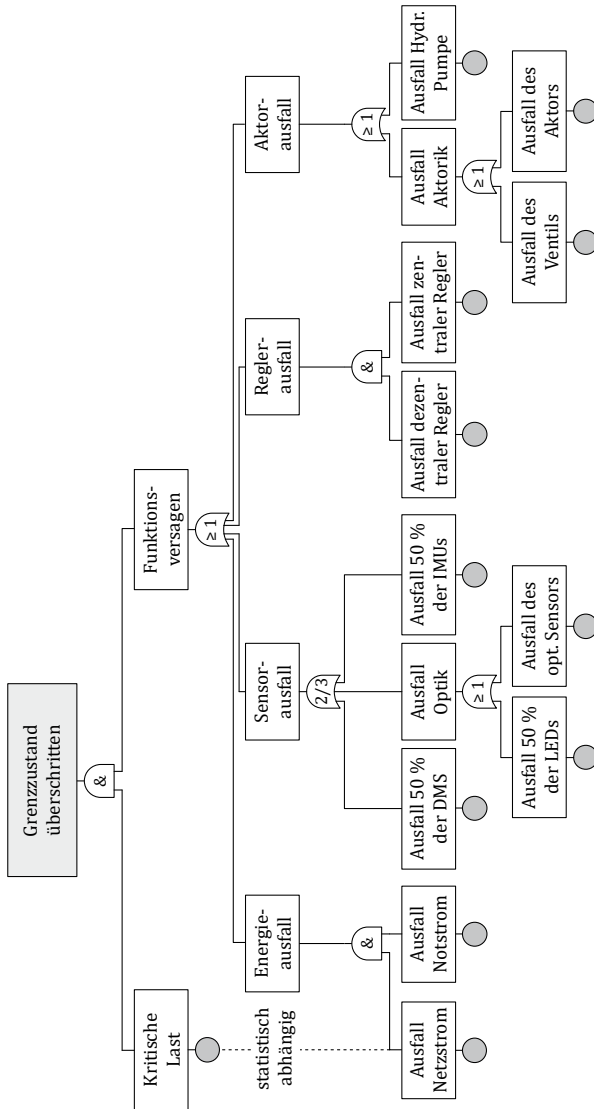 Grenzzustand
überschritten
&
Kritische
Last
Funktions-
versagen
statistisch
abhängig
≥ 1
Energie-
ausfall
Sensor-
ausfall
Regler-
ausfall
Aktor-
ausfall
&
2/3
&
≥ 1
Ausfall
Netzstrom
Ausfall
Notstrom
Ausfall 50 %
der DMS
Ausfall
Optik
Ausfall 50 %
der IMUs
Ausfall dezen-
traler Regler
Ausfall zen-
traler Regler
Ausfall
Aktorik
Ausfall Hydr.
Pumpe
≥ 1
≥ 1
Ausfall 50 %
der LEDs
Ausfall des
opt. Sensors
Ausfall des
Ventils
Ausfall des
Aktors